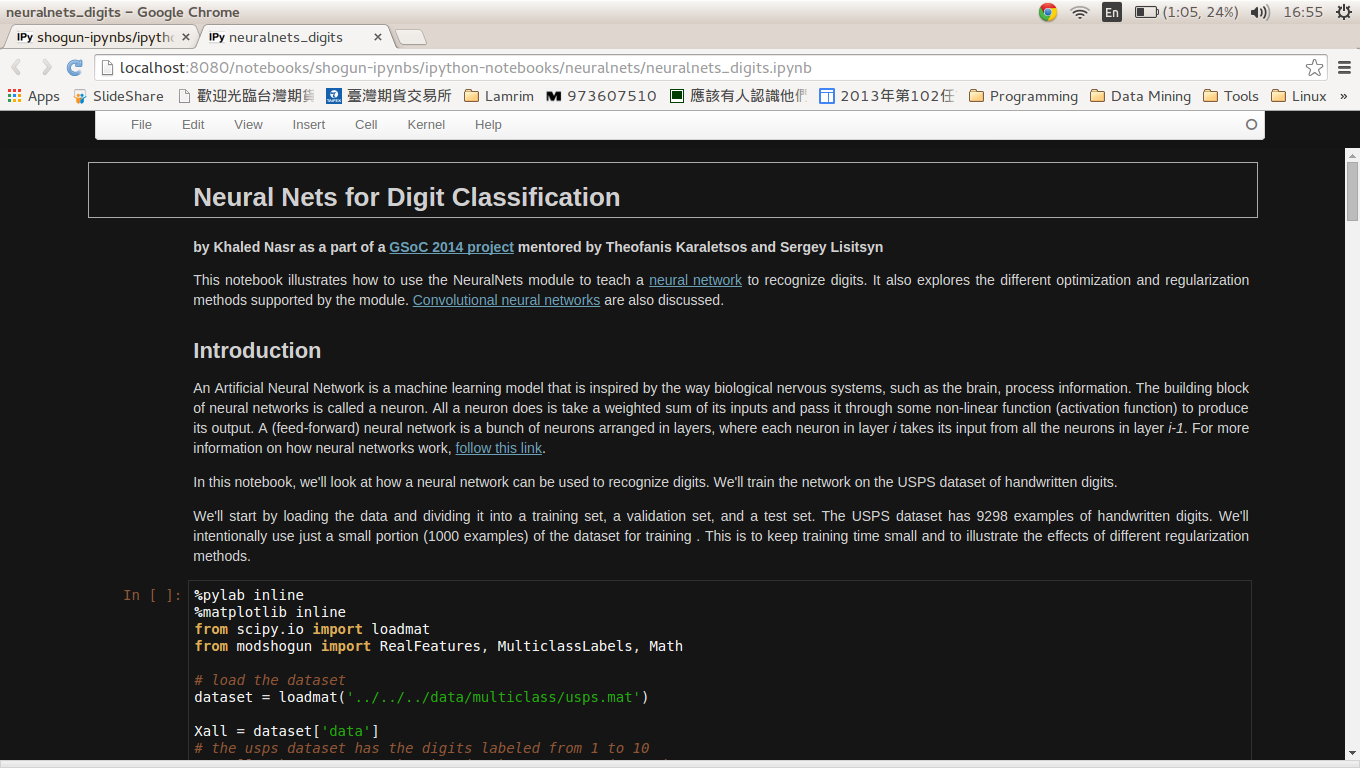 neuralnets_digits – Google Chrome
En (1:05, 24%) 16:55
IPy shogun-ipynbs/ipytho IPy neuralnets_digits
localhost:8080/notebooks/shogun-ipynbs/ipython-notebooks/neuralnets/neuralnets_digits.ipynb
Apps SlideShare 歡迎光臨台灣期貨 臺灣期貨交易所 Lamrim 973607510 應該有人認識他們 2013年第102任 Programming Data Mining Tools Linux »
File Edit View Insert Cell Kernel Help
Neural Nets for Digit Classification
by Khaled Nasr as a part of a GSoC 2014 project mentored by Theofanis Karaletsos and Sergey Lisitsyn
This notebook illustrates how to use the NeuralNets module to teach a neural network to recognize digits. It also explores the different optimization and regularization
methods supported by the module. Convolutional neural networks are also discussed.
Introduction
An Artificial Neural Network is a machine learning model that is inspired by the way biological nervous systems, such as the brain, process information. The building block
of neural networks is called a neuron. All a neuron does is take a weighted sum of its inputs and pass it through some non-linear function (activation function) to produce
its output. A (feed-forward) neural network is a bunch of neurons arranged in layers, where each neuron in layer i takes its input from all the neurons in layer i-1. For more
information on how neural networks work, follow this link.
In this notebook, we'll look at how a neural network can be used to recognize digits. We'll train the network on the USPS dataset of handwritten digits.
We'll start by loading the data and dividing it into a training set, a validation set, and a test set. The USPS dataset has 9298 examples of handwritten digits. We'll
intentionally use just a small portion (1000 examples) of the dataset for training . This is to keep training time small and to illustrate the effects of different regularization
methods.
In [ ]: %pylab inline
%matplotlib inline
from scipy.io import loadmat
from modshogun import RealFeatures, MulticlassLabels, Math
# load the dataset
dataset = loadmat('../../../data/multiclass/usps.mat')
Xall = dataset['data']
# the usps dataset has the digits labeled from 1 to 10